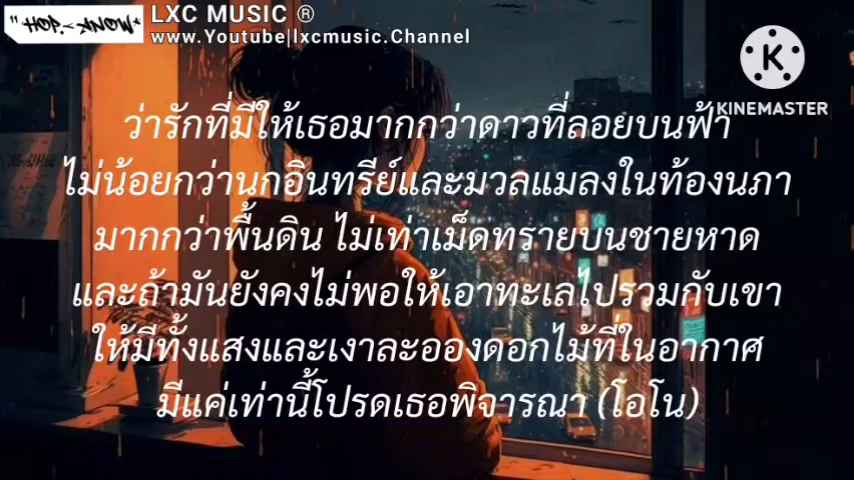 "HOP.<ANOW"
LXC MUSIC ®
www.Youtube|lxcmusic.Channel
KINEMASTER
ว่ารักที่มีให้เธอมากกว่าดาวที่ลอยบนฟ้า
ไม่น้อยกว่านกอินทรีย์และมวลแมลงในท้องนภา
มากกว่าพื้นดิน ไม่เท่าเม็ดทรายบนชายหาด
และถ้ามันยังคงไม่พอให้เอาทะเลไปรวมกับเขา
ให้มีทั้งแสงและเงาละอองดอกไม้ที่ในอากาศ
มีแค่เท่านี้โปรดเธอพิจารณา (โอโน)